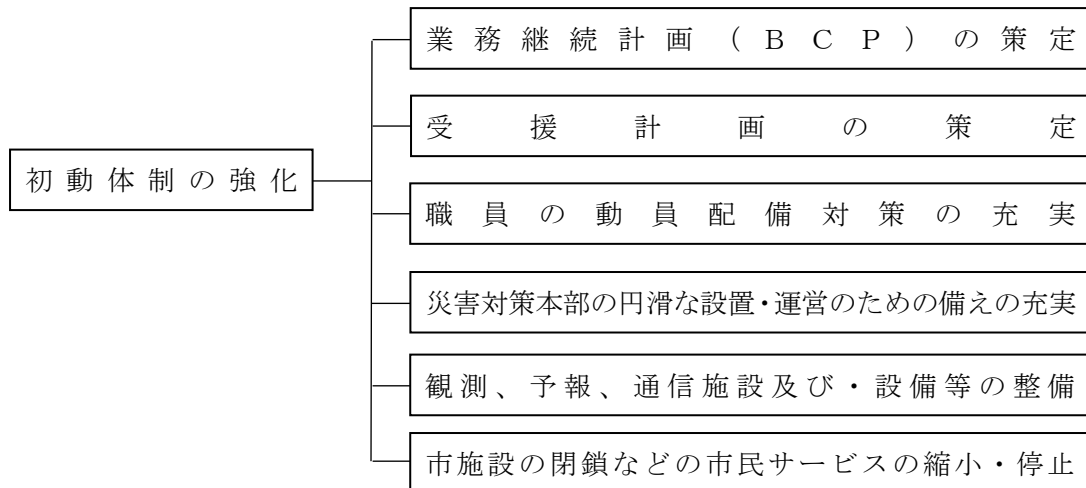 初動体制の強化
業務継続計画（ＢＣＰ）の策定
受援計画の策定
職員の動員配備対策の充実
災害対策本部の円滑な設置・運営のための備えの充実
観測、予報、通信施設及び・設備等の整備
市施設の閉鎖などの市民サービスの縮小・停止